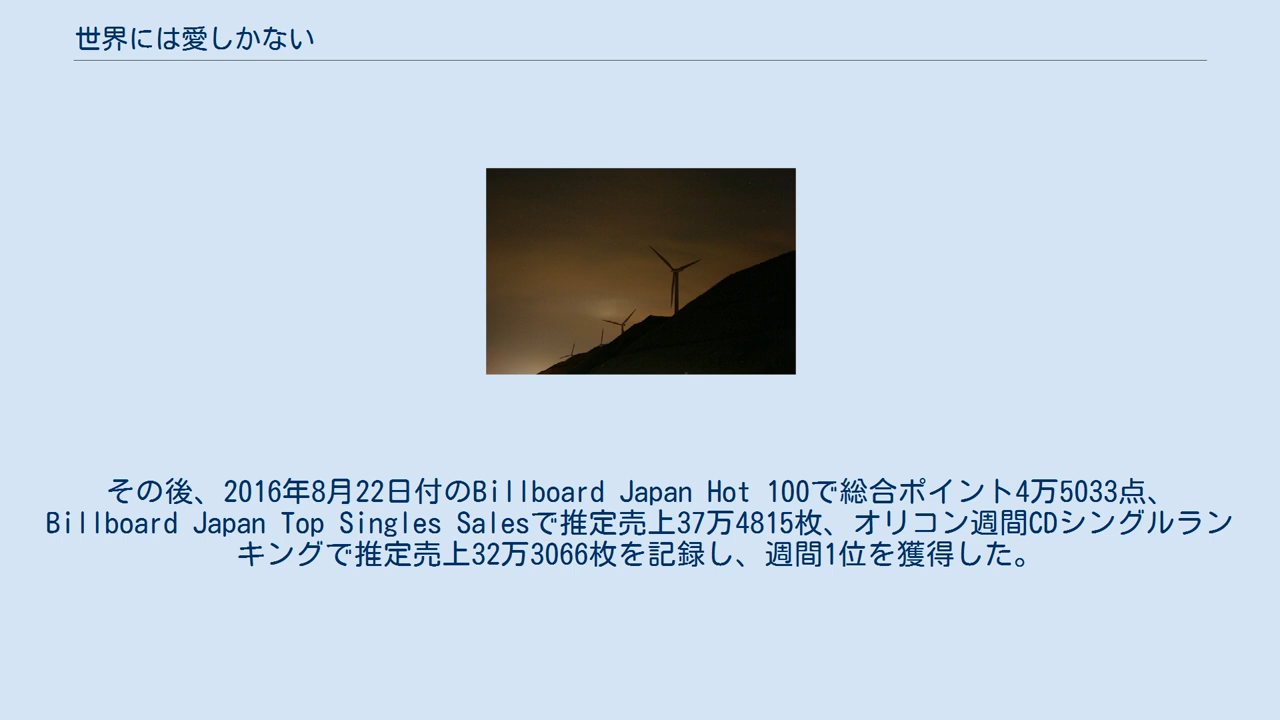 世界には愛しかない
その後、2016年8月22日付のBillboard Japan Hot 100で総合ポイント4万5033点、
Billboard Japan Top Singles Salesで推定売上37万4815枚、オリコン週間CDシングルラン
キングで推定売上32万3066枚を記録し、週間1位を獲得した。